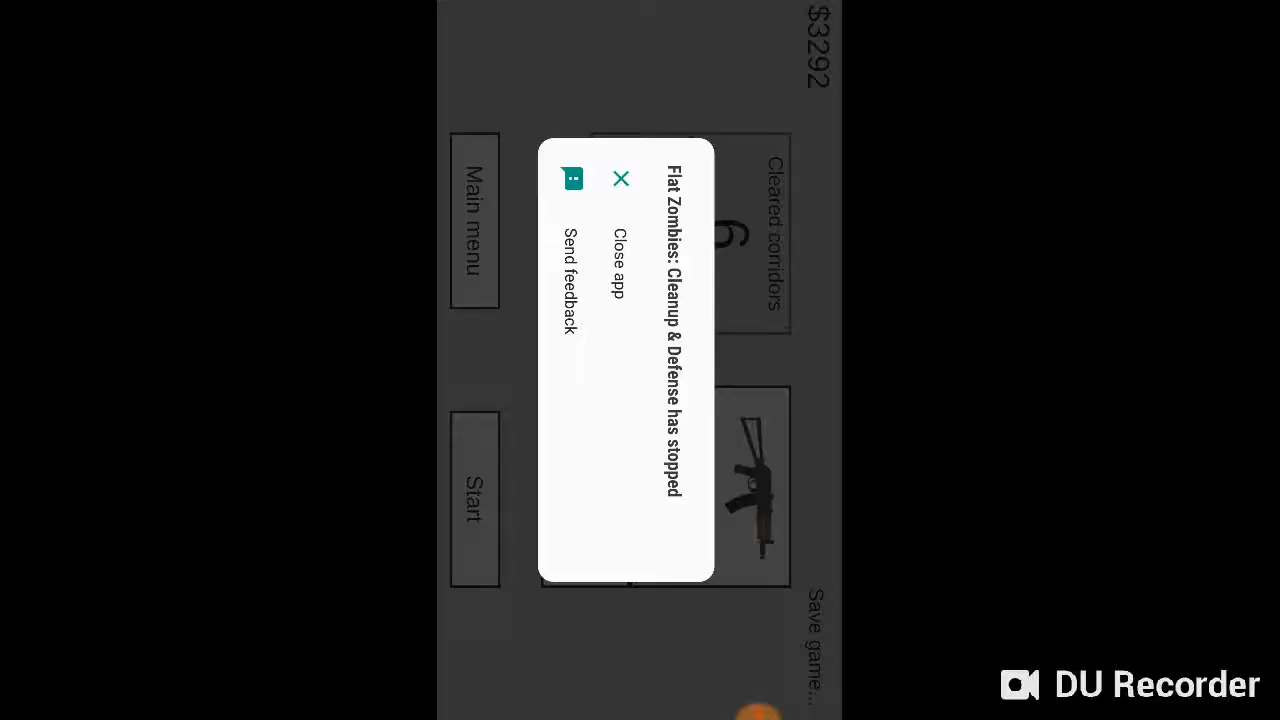 $3292
Save game...
Cleared corridors
6
Flat Zombies: Cleanup & Defense has stopped
Close app
Send feedback
Main menu
Start
DU Recorder